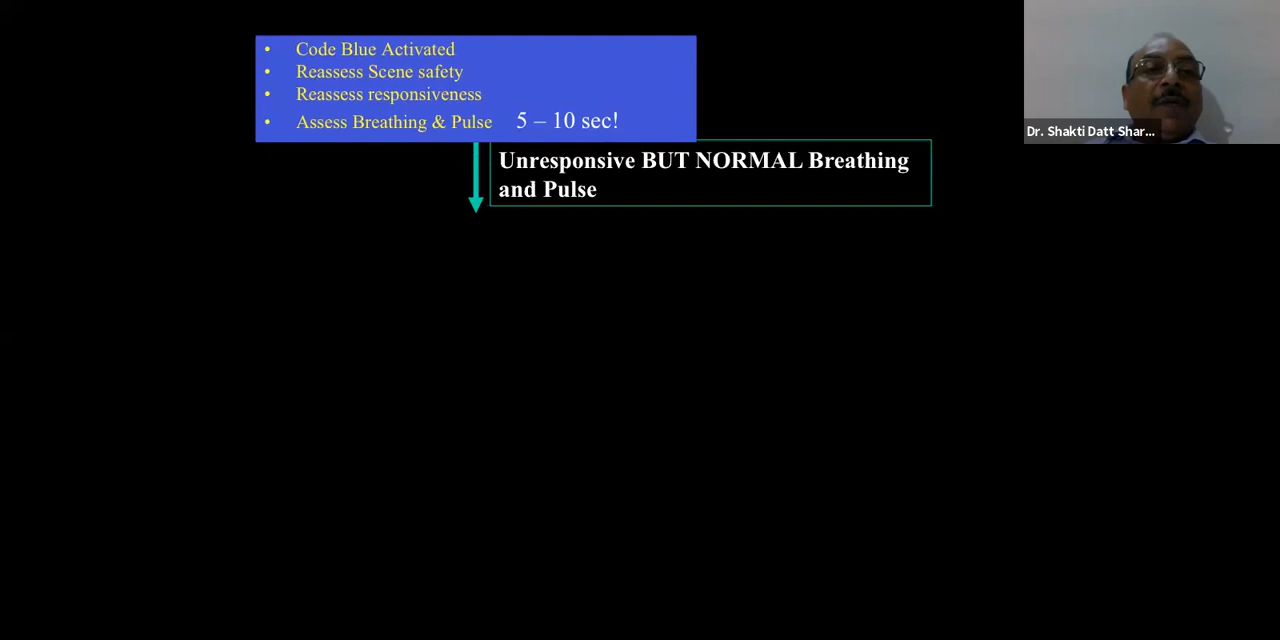 • Code Blue Activated
• Reassess Scene safety
• Reassess responsiveness
• Assess Breathing & Pulse 5 – 10 sec!
Unresponsive BUT NORMAL Breathing
and Pulse
Dr. Shakti Datt Shar...